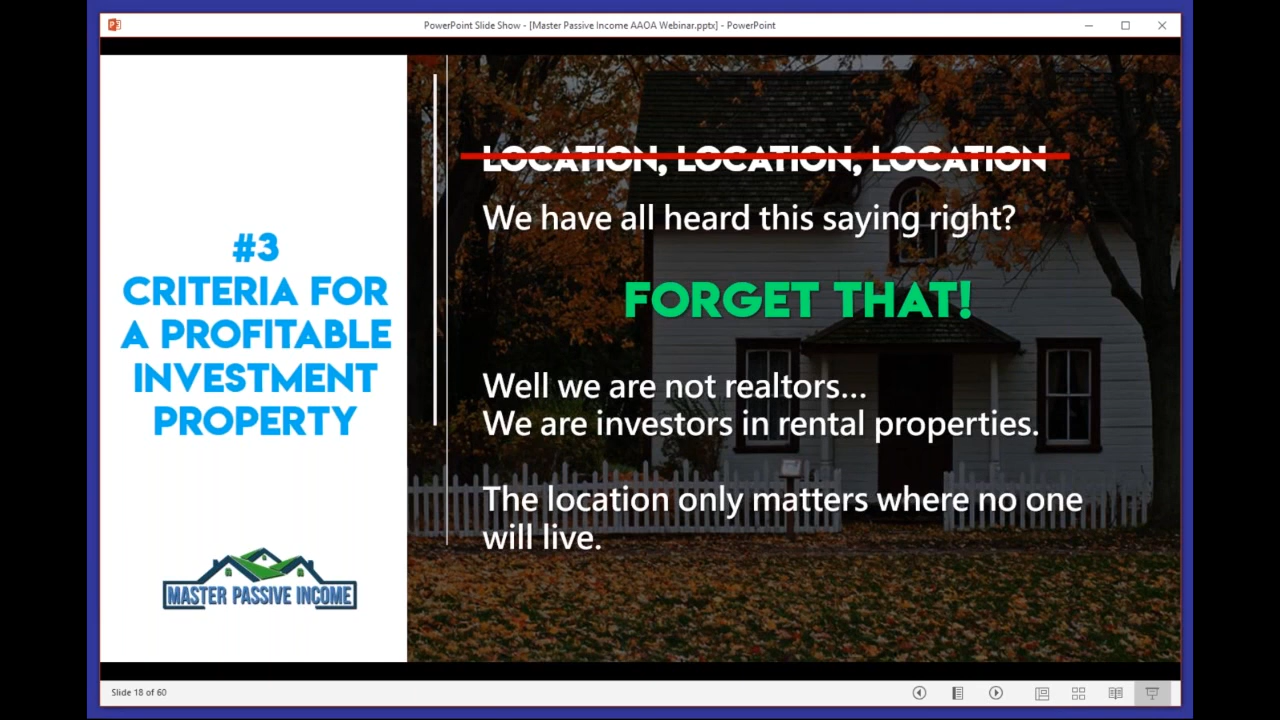 PowerPoint Slide Show - [Master Passive Income AAOA Webinar.pptx] - PowerPoint
#3
CRITERIA FOR
A PROFITABLE
INVESTMENT
PROPERTY
MASTER PASSIVE INCOME
LOCATION, LOCATION, LOCATION
We have all heard this saying right?
FORGET THAT!
Well we are not realtors...
We are investors in rental properties.
The location only matters where no one
will live.
Slide 18 of 60